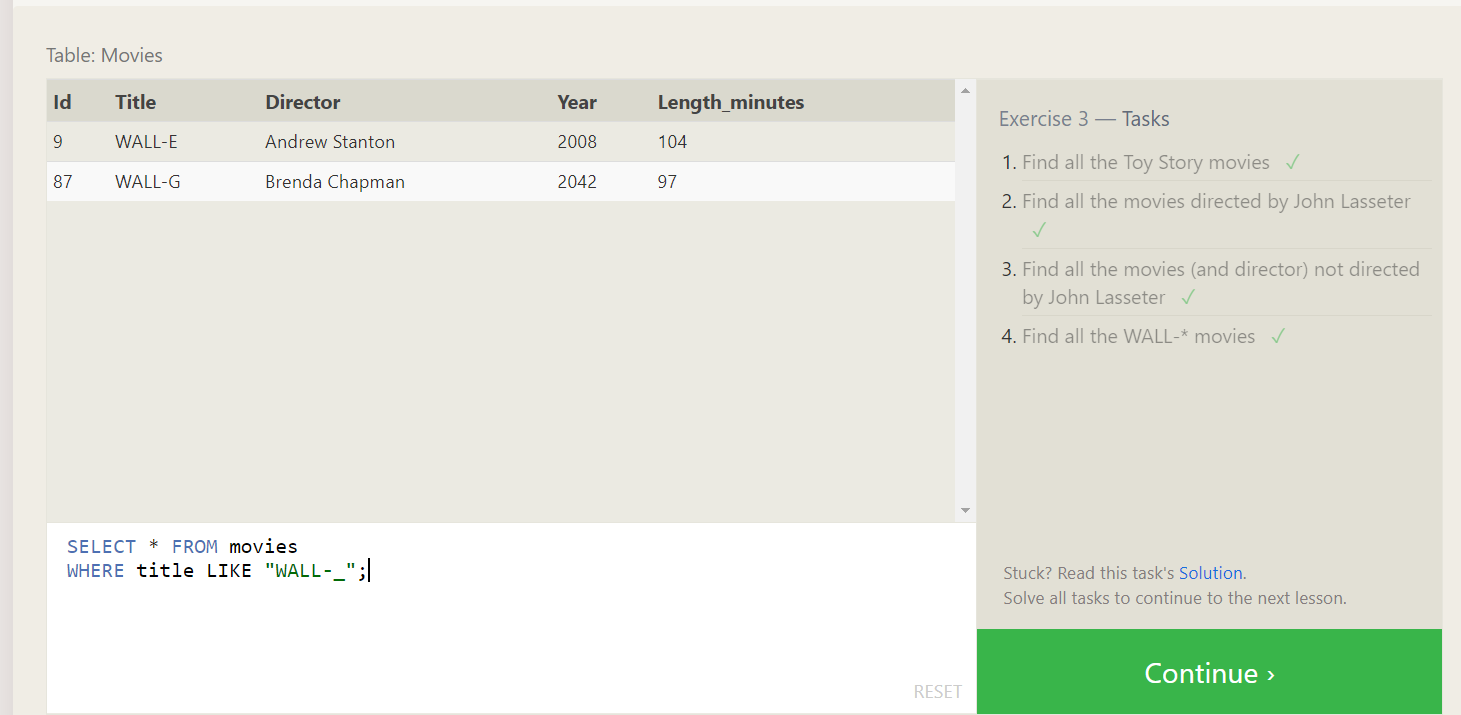 Table: Movies
Id Title Director Year Length_minutes
9 WALL-E Andrew Stanton 2008 104
87 WALL-G Brenda Chapman 2042 97
SELECT * FROM movies
WHERE title LIKE "WALL-_";
RESET
Exercise 3 — Tasks
1. Find all the Toy Story movies ✓
2. Find all the movies directed by John Lasseter
✓
3. Find all the movies (and director) not directed
by John Lasseter ✓
4. Find all the WALL-* movies ✓
Stuck? Read this task's Solution.
Solve all tasks to continue to the next lesson.
Continue ›